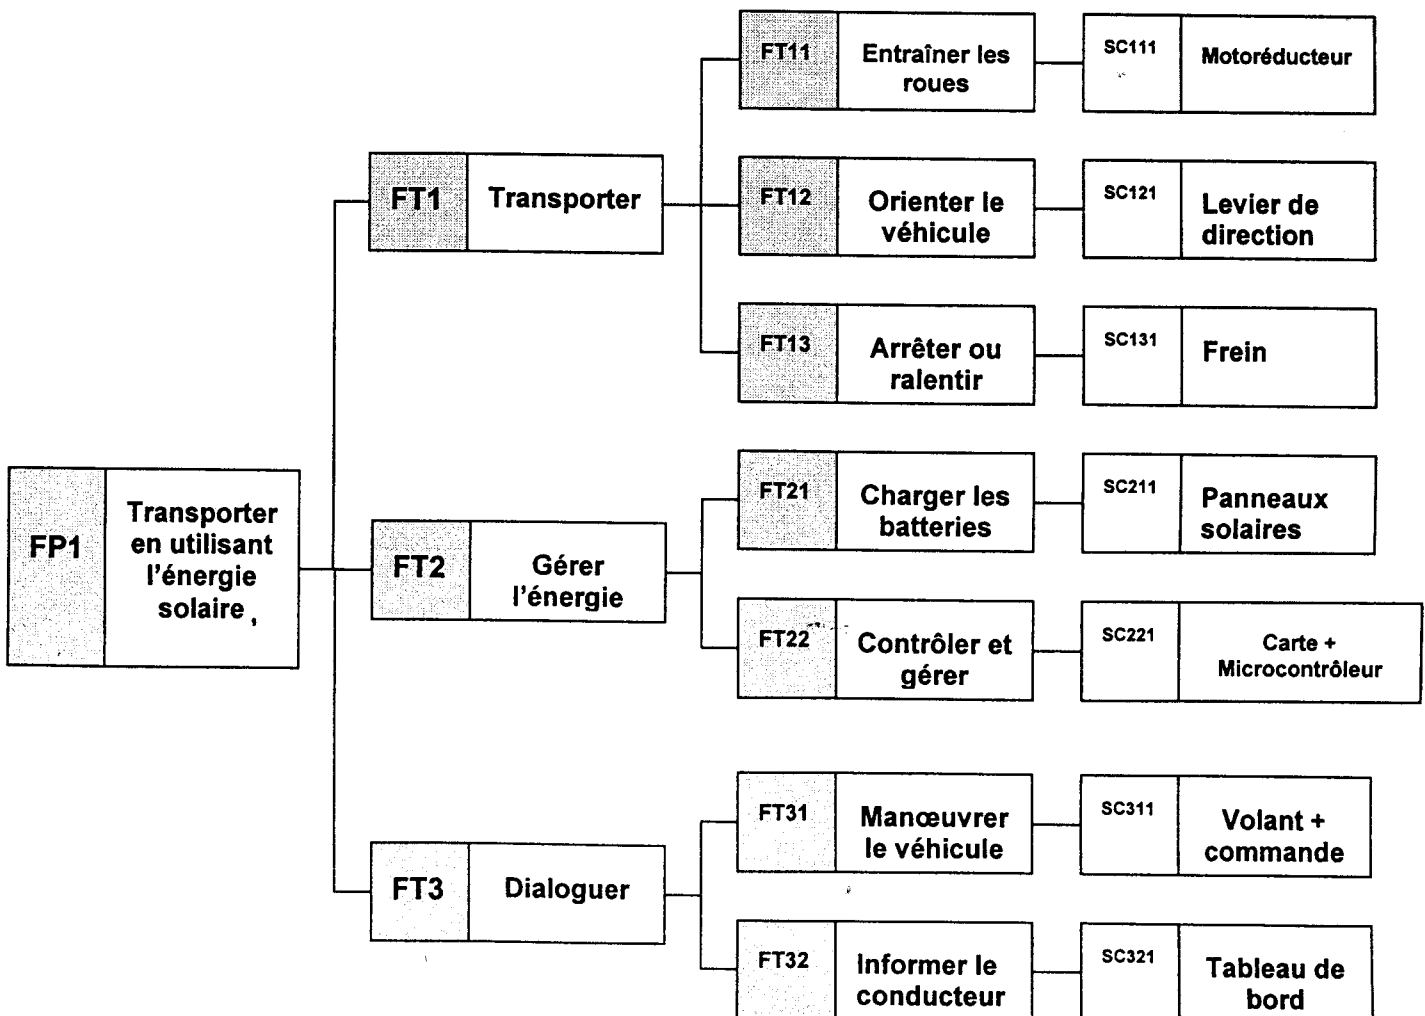 FT11
Entraîner les
roues
SC111
Motoréducteur
FT1
Transporter
FT12
Orienter le
véhicule
SC121
Levier de
direction
FT13
Arrêter ou
ralentir
SC131
Frein
FP1
Transporter
en utilisant
l'énergie
solaire
FT2
Gérer
l'énergie
FT21
Charger les
batteries
SC211
Panneaux
solaires
FT22
Contrôler et
gérer
SC221
Carte +
Microcontrôleur
FT3
Dialoguer
FT31
Manœuvrer
le véhicule
SC311
Volant +
commande
FT32
Informer le
conducteur
SC321
Tableau de
bord